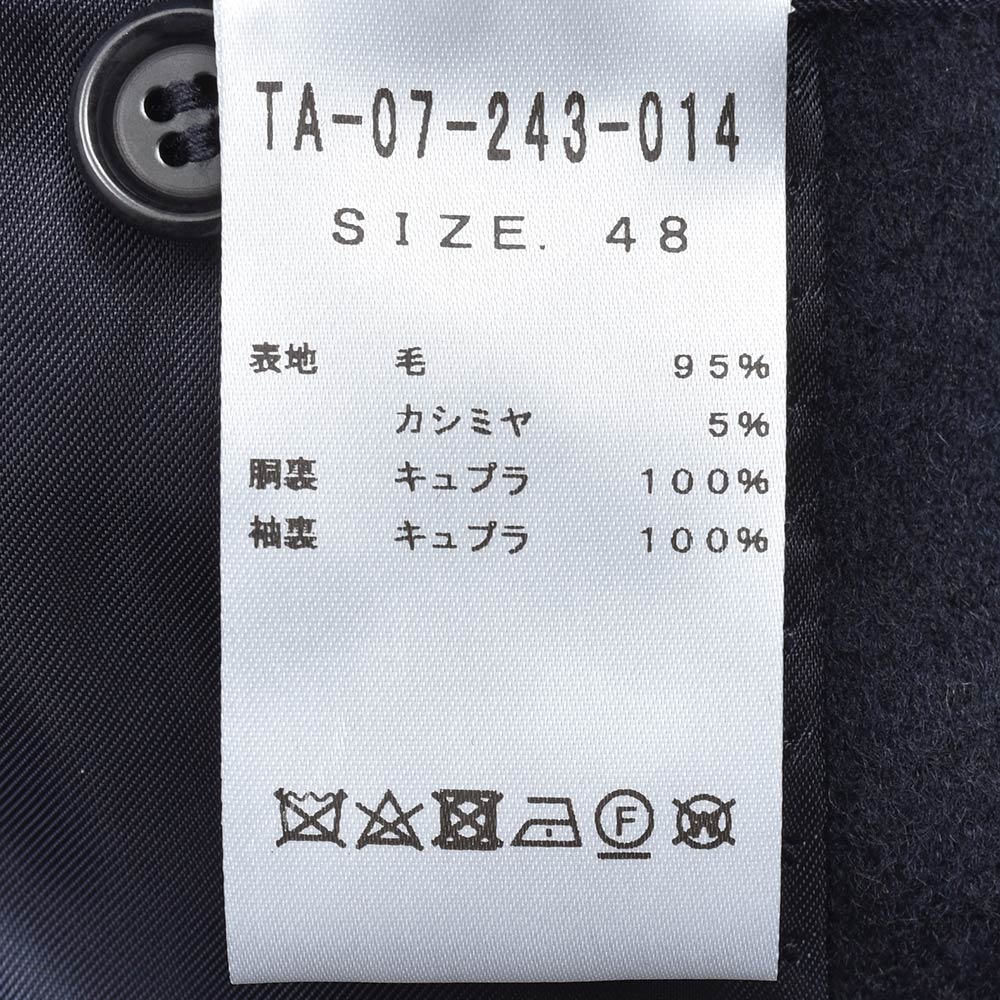 TA-07-243-014
SIZE. 48
表地 毛 95%
カシミヤ 5%
胴裏 キュプラ 100%
袖裏 キュプラ 100%
F W